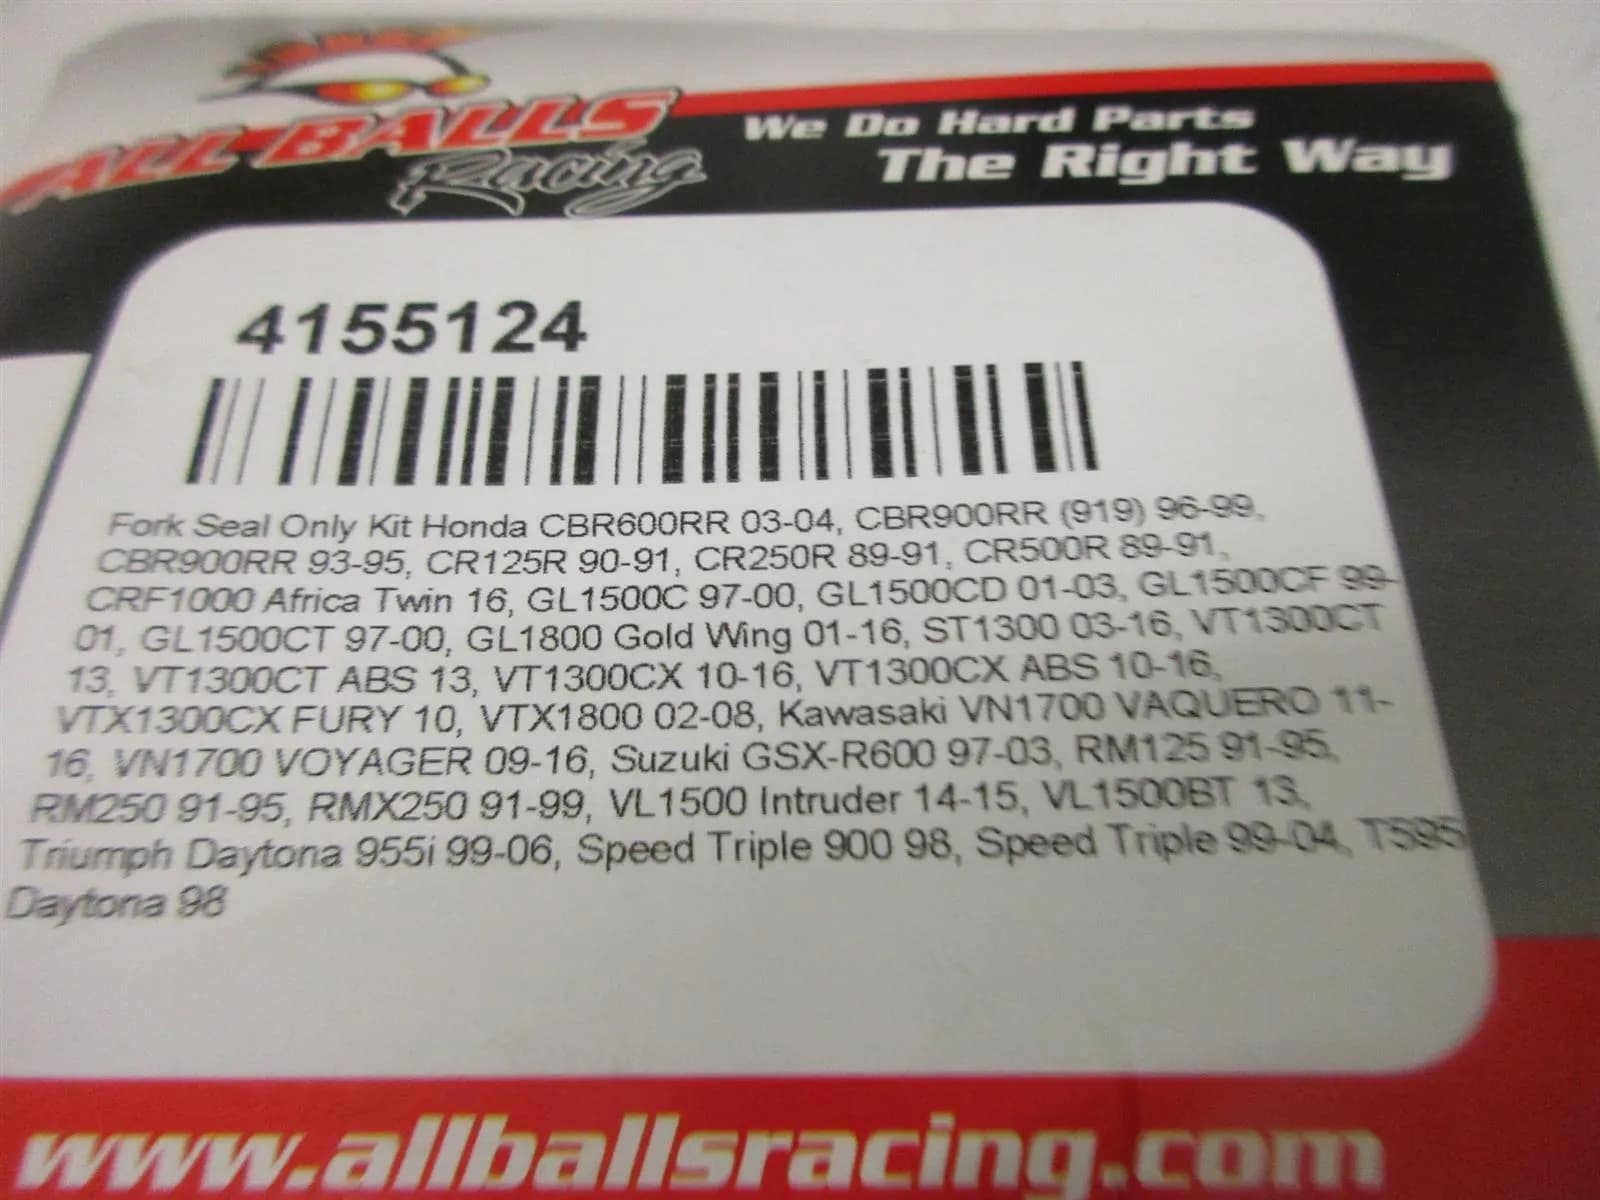 ALL BALLS
Racing
We Do Hard Parts
The Right Way
4155124
Fork Seal Only Kit Honda CBR600RR 03-04, CBR900RR (919) 96-99,
CBR900RR 93-95, CR125R 90-91, CR250R 89-91, CR500R 89-91,
CRF1000 Africa Twin 16, GL1500C 97-00, GL1500CD 01-03, GL1500CF 99-
01, GL1500CT 97-00, GL1800 Gold Wing 01-16, ST1300 03-16, VT1300CT
13, VT1300CT ABS 13, VT1300CX 10-16, VT1300CX ABS 10-16,
VTX1300CX FURY 10, VTX1800 02-08, Kawasaki VN1700 VAQUERO 11-
16, VN1700 VOYAGER 09-16, Suzuki GSX-R600 97-03, RM125 91-95,
RM250 91-95, RMX250 91-99, VL1500 Intruder 14-15, VL1500BT 13,
Triumph Daytona 955i 99-06, Speed Triple 900 98, Speed Triple 99-04, T595
Daytona 98
www.allballsracing.com